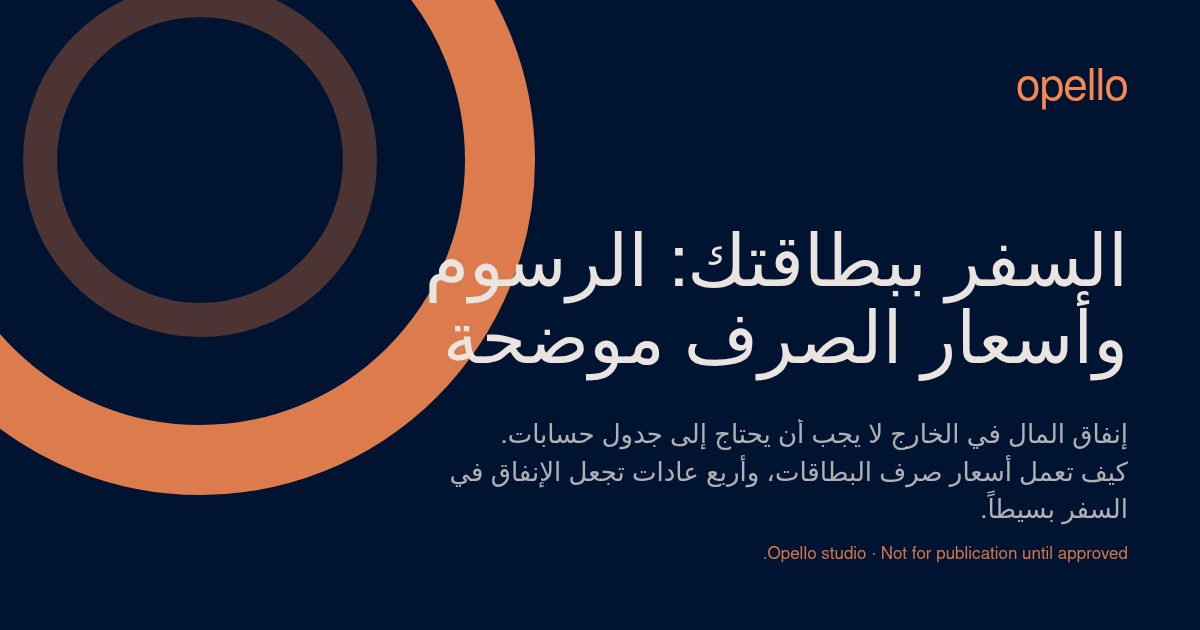 opello
السفر ببطاقتك: الرسوم
وأسعار الصرف موضحة
إنفاق المال في الخارج لا يجب أن يحتاج إلى جدول حسابات.
كيف تعمل أسعار صرف البطاقات، وأربع عادات تجعل الإنفاق في
السفر بسيطاً.
.Opello studio · Not for publication until approved